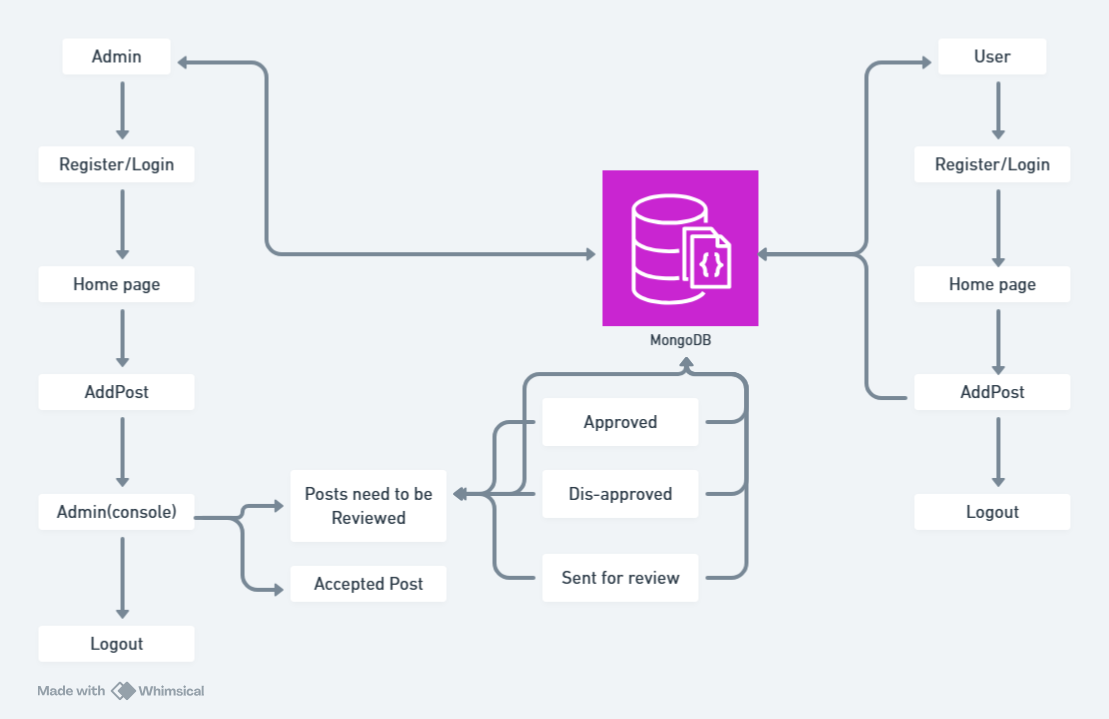 Admin
Register/Login
Home page
AddPost
Admin(console)
Logout
Posts need to be
Reviewed
Accepted Post
{}
MongoDB
Approved
Dis-approved
Sent for review
User
Register/Login
Home page
AddPost
Logout
Made with Whimsical